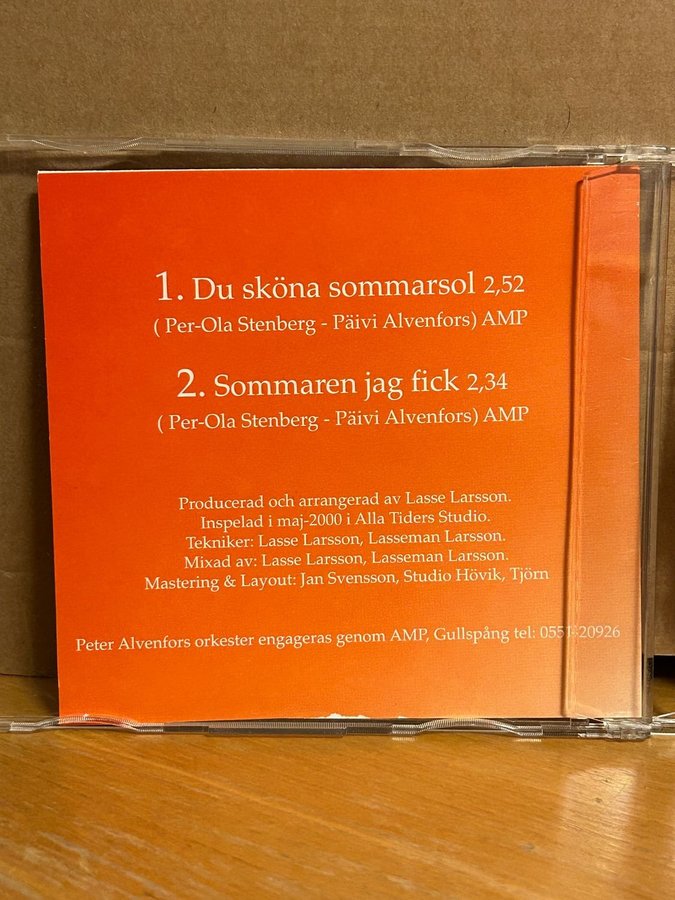 1. Du sköna sommarsol 2,52
( Per-Ola Stenberg - Päivi Alvenfors) AMP
2. Sommaren jag fick 2,34
( Per-Ola Stenberg - Päivi Alvenfors) AMP
Producerad och arrangerad av Lasse Larsson.
Inspelad i maj-2000 i Alla Tiders Studio.
Tekniker: Lasse Larsson, Lasseman Larsson.
Mixad av: Lasse Larsson, Lasseman Larsson.
Mastering & Layout: Jan Svensson, Studio Hövik, Tjörn
Peter Alvenfors orkester engageras genom AMP, Gullspång tel: 0551-20926